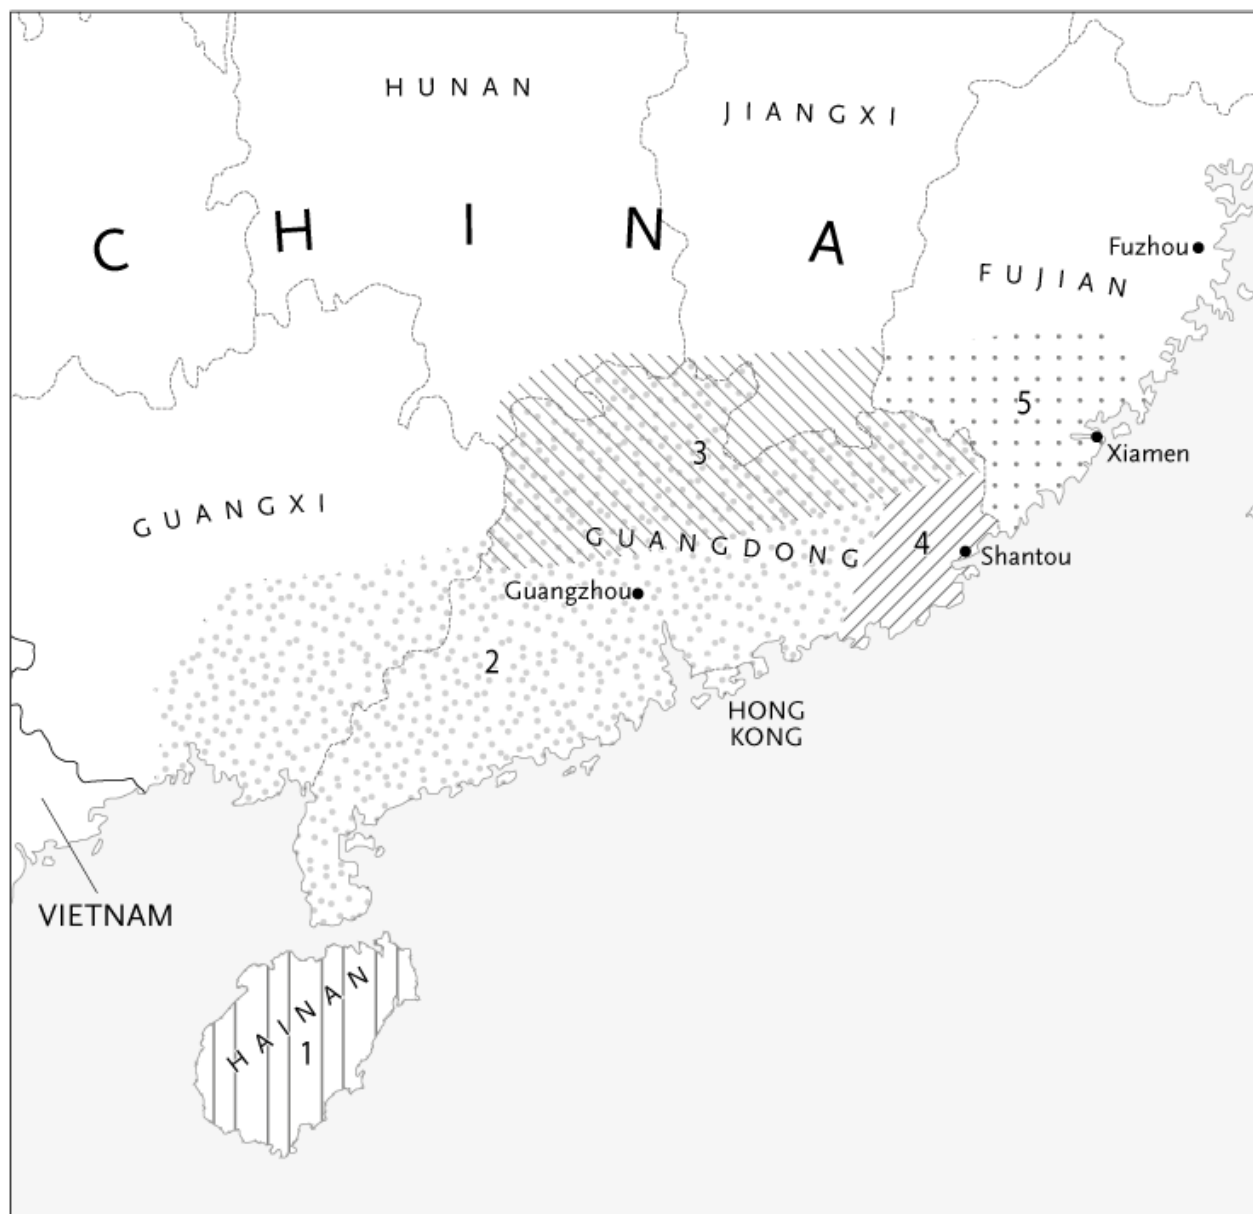 HUNAN
JIANGXI
CHINA
Fuzhou
FUJIAN
5
Xiamen
3
GUANGXI
GUANGDONG
4
Shantou
Guangzhou
2
HONG
KONG
VIETNAM
HAINAN
1